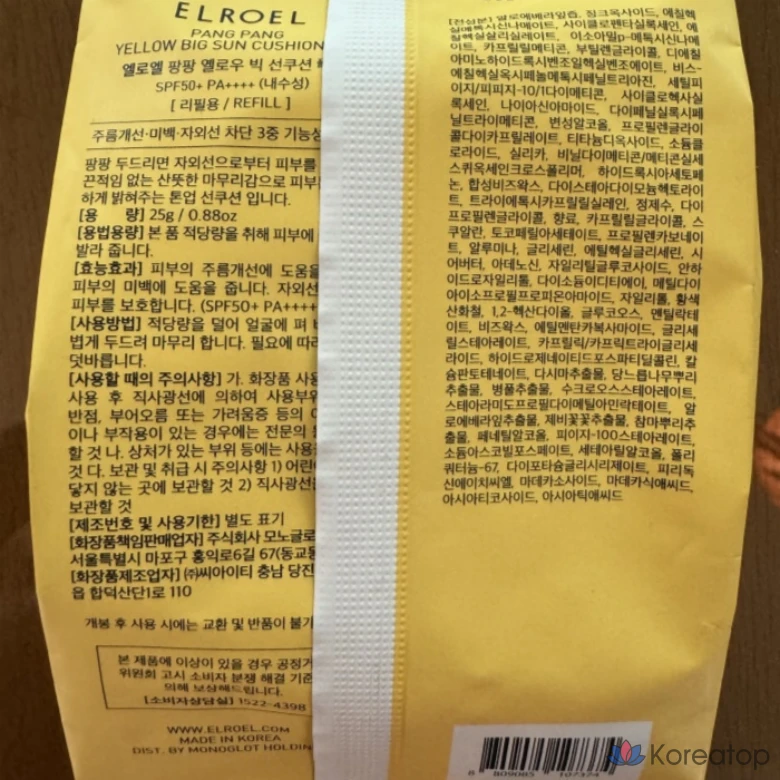 ELROEL
PANG PANG
YELLOW BIG SUN CUSHION
엘로엘 팡팡 옐로우 빅 선쿠션
SPF50+ PA++++ (내수성)
[ 리필용 / REFILL ]
주름개선·미백·자외선 차단 3중 기능성
팡팡 두드리면 자외선으로부터 피부를
끈적임 없는 산뜻한 마무리감으로
하게 밝혀주는 톤업 선쿠션 입니다.
[용 량] 25g / 0.88oz
[용법용량] 본 품 적당량을 취해 피부에
발라 줍니다.
[효능효과] 피부의 주름개선에 도움을
피부의 미백에 도움을 줍니다. 자외선
피부를 보호합니다. (SPF50+ PA++++
[사용방법] 적당량을 덜어 얼굴에 펴
볍게 두드려 마무리 합니다. 필요에 따라
덧바릅니다.
[사용할 때의 주의사항] 가. 화장품 사용
사용 후 직사광선에 의하여 사용부위
반점, 부어오름 또는 가려움증 등의
이나 부작용이 있는 경우에는 전문의
할 것 나. 상처가 있는 부위 등에는 사용
것 다. 보관 및 취급 시 주의사항 1) 어린이
닿지 않는 곳에 보관할 것 2) 직사광선을
보관할 것
[제조번호 및 사용기한] 별도 표기
[화장품책임판매업자] 주식회사 모노글로
서울특별시 마포구 홍익로6길 67(동교동
[화장품제조업자] ㈜씨아이티 충남 당진
읍 합덕산단1로 110
개봉 후 사용 시에는 교환 및 반품이 불가
본 제품에 이상이 있을 경우 공정거
위원회 고시 소비자 분쟁 해결 기준
의해 보상해드립니다.
[소비자상담실] 1522-4398
WWW.ELROEL.COM
MADE IN KOREA
DIST. BY MONOGLOT HOLDIN
[전성분] 알로에베라잎즙, 징크옥사이드, 에칠헥
실메톡시신나메이트, 사이클로펜타실록세인, 에
칠헥실살리실레이트, 이소아밀p-메톡시신나메
이트, 카프릴릴메티콘, 부틸렌글라이콜, 디에칠
아미노하이드록시벤조일헥실벤조에이트, 비스-
에칠헥실옥시페놀메톡시페닐트리아진, 세틸피
이지/피피지-10/1다이메티콘, 사이클로헥사실
록세인, 나이아신아마이드, 다이페닐실록시페
닐트리메티콘, 변성알코올, 프로필렌글라이
콜다이카프릴레이트, 티타늄디옥사이드, 소듐클
로라이드, 실리카, 비닐다이메티콘/메티콘실세
스퀴옥세인크로스폴리머, 하이드록시아세토페
논, 합성비즈왁스, 다이스테아다이모늄헥토라이
트, 트라이에톡시카프릴릴실레인, 정제수, 다이
프로필렌글라이콜, 향료, 카프릴릴글라이콜, 스
쿠알란, 토코페릴아세테이트, 프로필렌카보네이
트, 알루미나, 글리세린, 에틸헥실글리세린, 시
어버터, 아데노신, 자일리틸글루코사이드, 안하
이드로자일리톨, 다이소듐이디티에이, 메틸다이
아이소프로필프로피온아마이드, 자일리톨, 황색
산화철, 1,2-헥산다이올, 글루코오스, 멘틸락테
이트, 비즈왁스, 에틸멘탄카복사마이드, 글리세
릴스테아레이트, 카프릴릭/카프릭트라이글리세
라이드, 하이드로제네이티드포스파티딜콜린, 칼
슘판토테네이트, 다시마추출물, 당느릅나무뿌리
추출물, 병풀추출물, 수크로오스스테아레이트,
스테아라미도프로필다이메틸아민락테이트, 알
로에베라잎추출물, 제비꽃꽃추출물, 참마뿌리추
출물, 페네틸알코올, 피이지-100스테아레이트,
소듐아스코빌포스페이트, 세테아릴알코올, 폴리
쿼터늄-67, 다이포타슘글리시리제이트, 피리독
신에이치씨엘, 마데카소사이드, 마데카식애씨드,
아시아티코사이드, 아시아틱애씨드
Koreatop